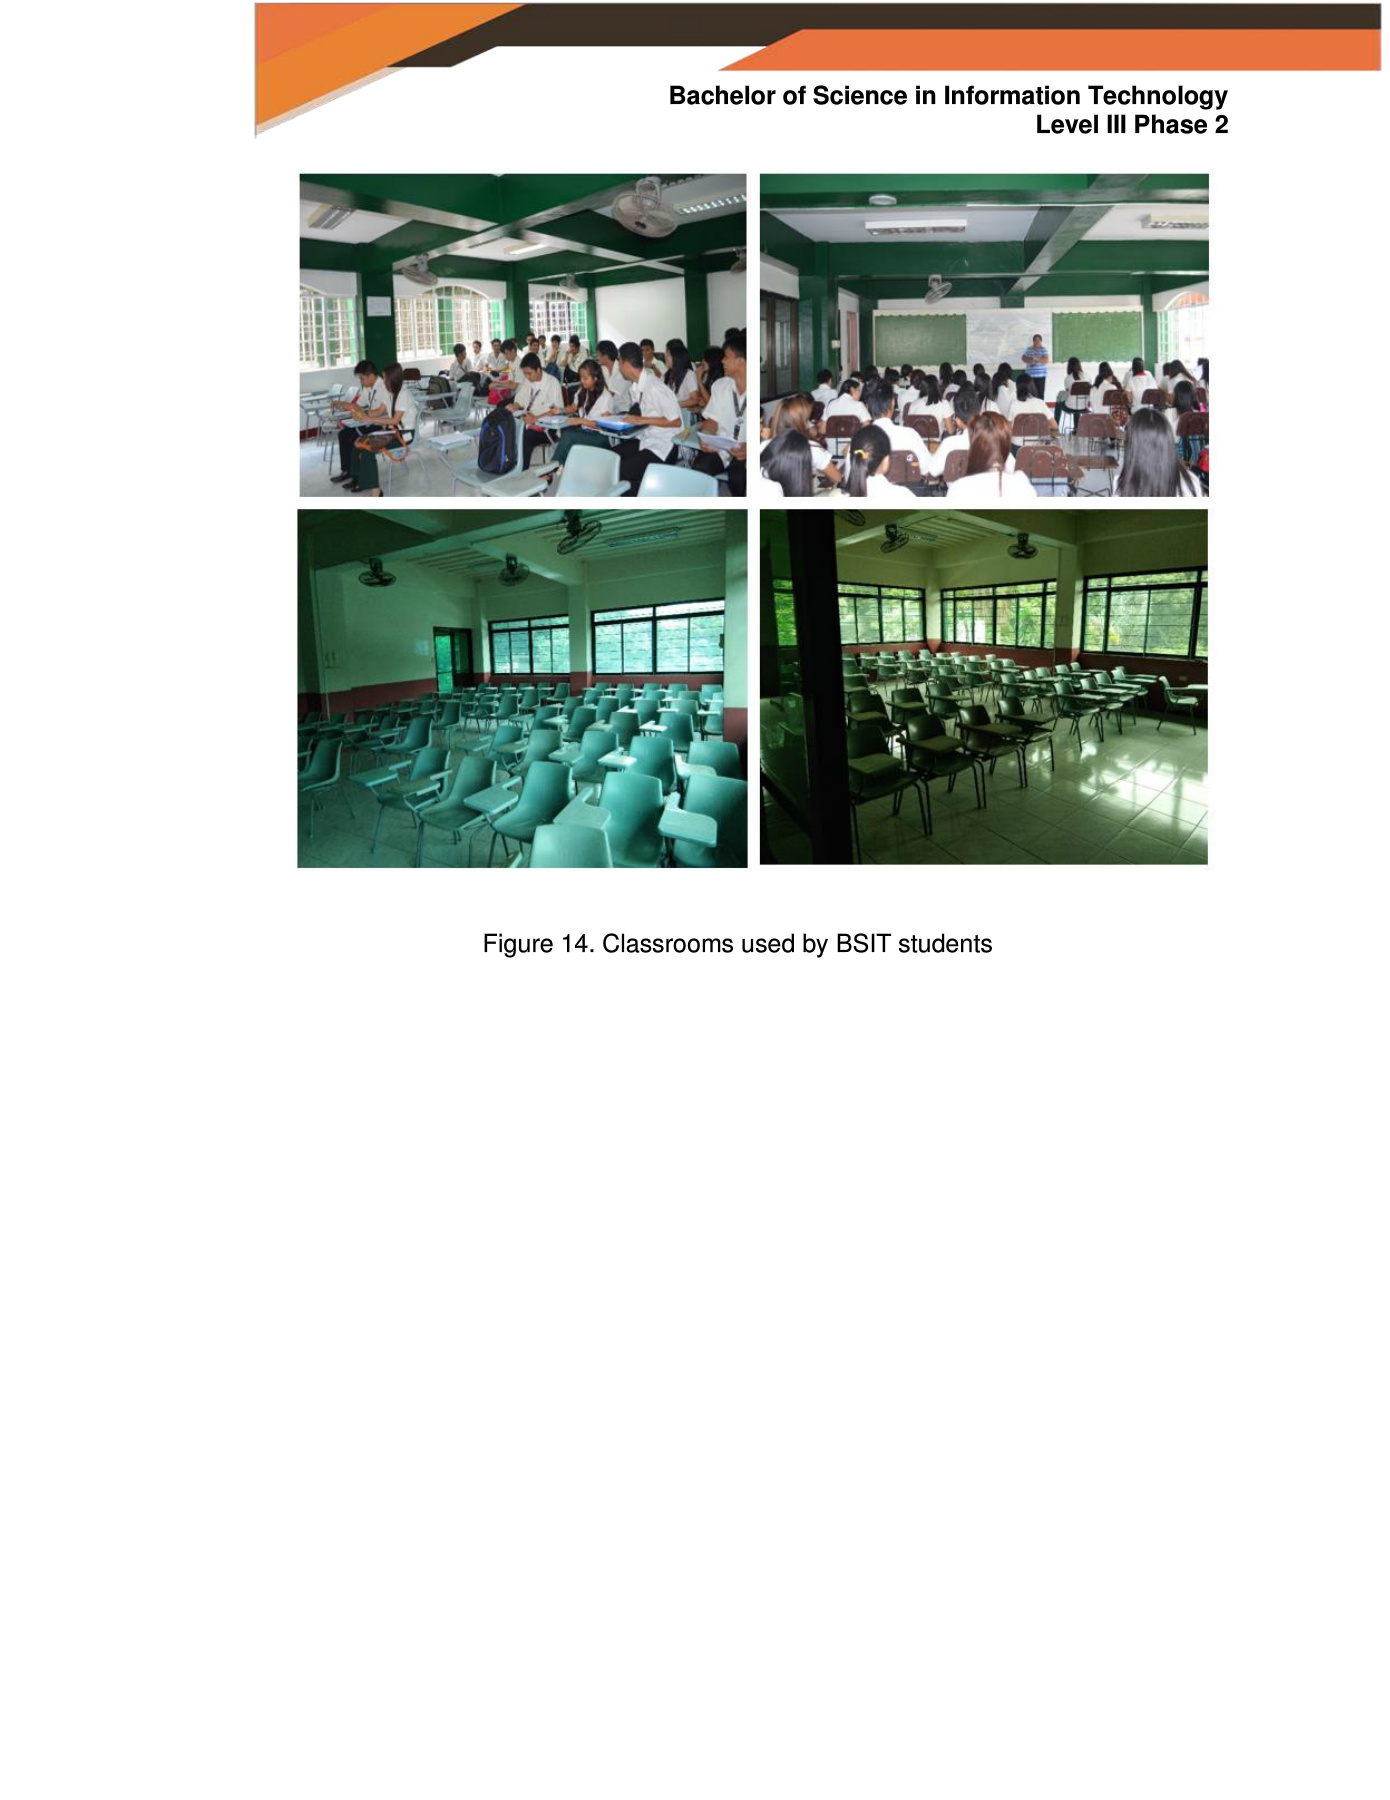 Bachelor of Science in Information Technology
Level III Phase 2
Figure 14. Classrooms used by BSIT students